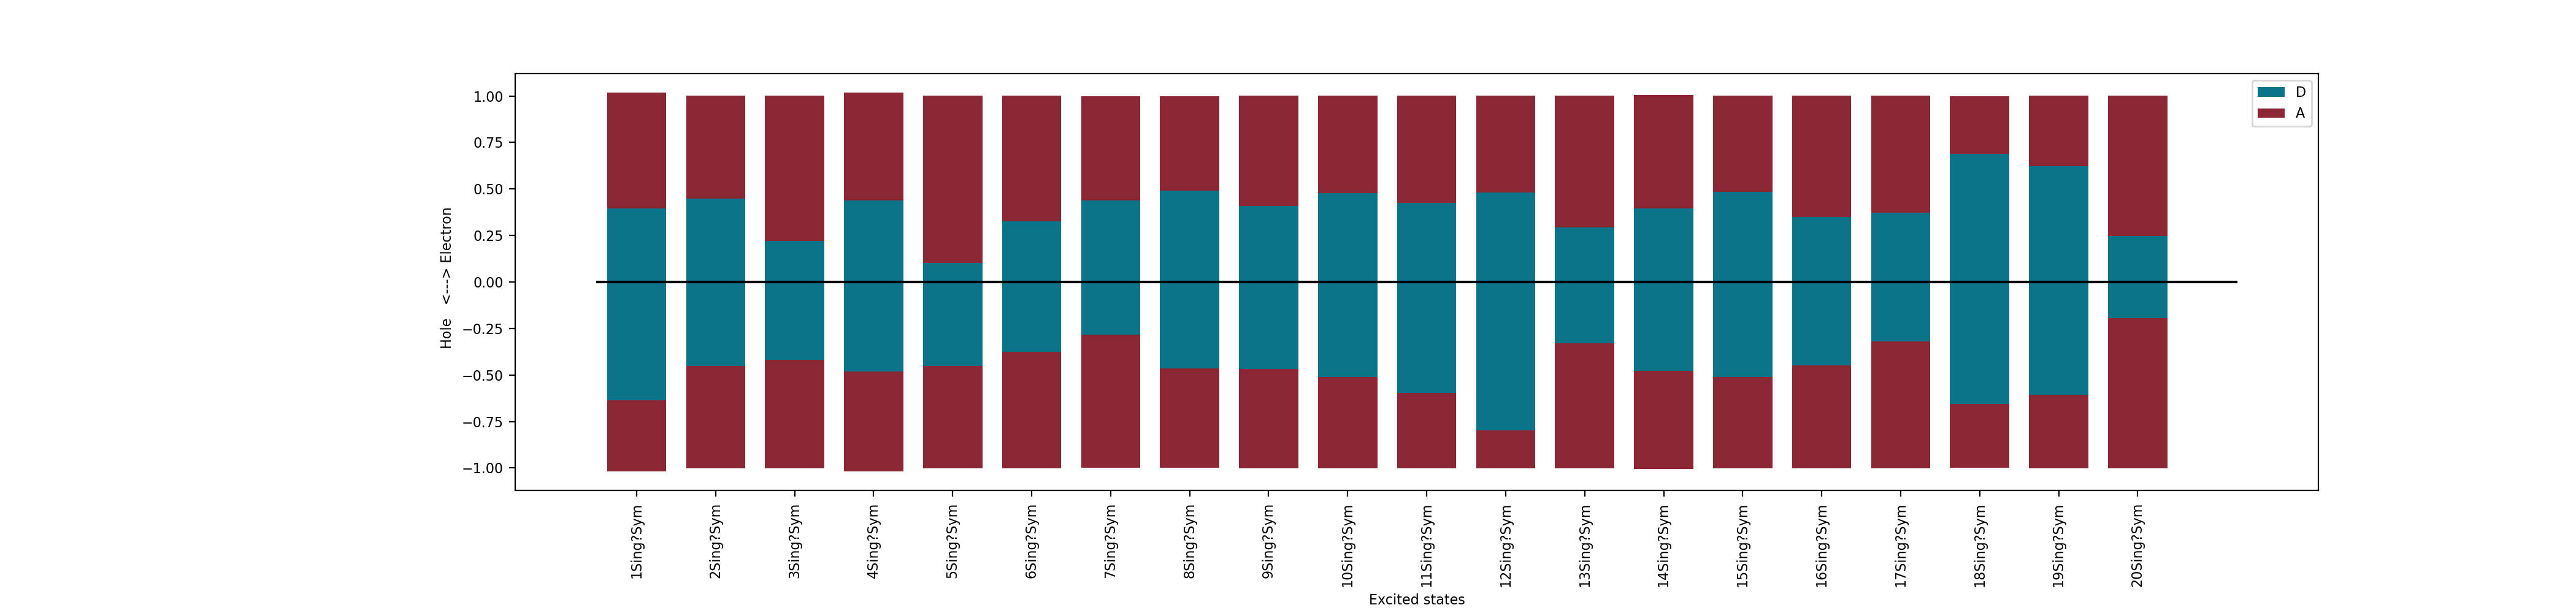 D
A
1.00
0.75
0.50
0.25
0.00
−0.25
−0.50
−0.75
−1.00
Hole <---> Electron
1Sing?Sym
2Sing?Sym
3Sing?Sym
4Sing?Sym
5Sing?Sym
6Sing?Sym
7Sing?Sym
8Sing?Sym
9Sing?Sym
10Sing?Sym
11Sing?Sym
12Sing?Sym
13Sing?Sym
14Sing?Sym
15Sing?Sym
16Sing?Sym
17Sing?Sym
18Sing?Sym
19Sing?Sym
20Sing?Sym
Excited states